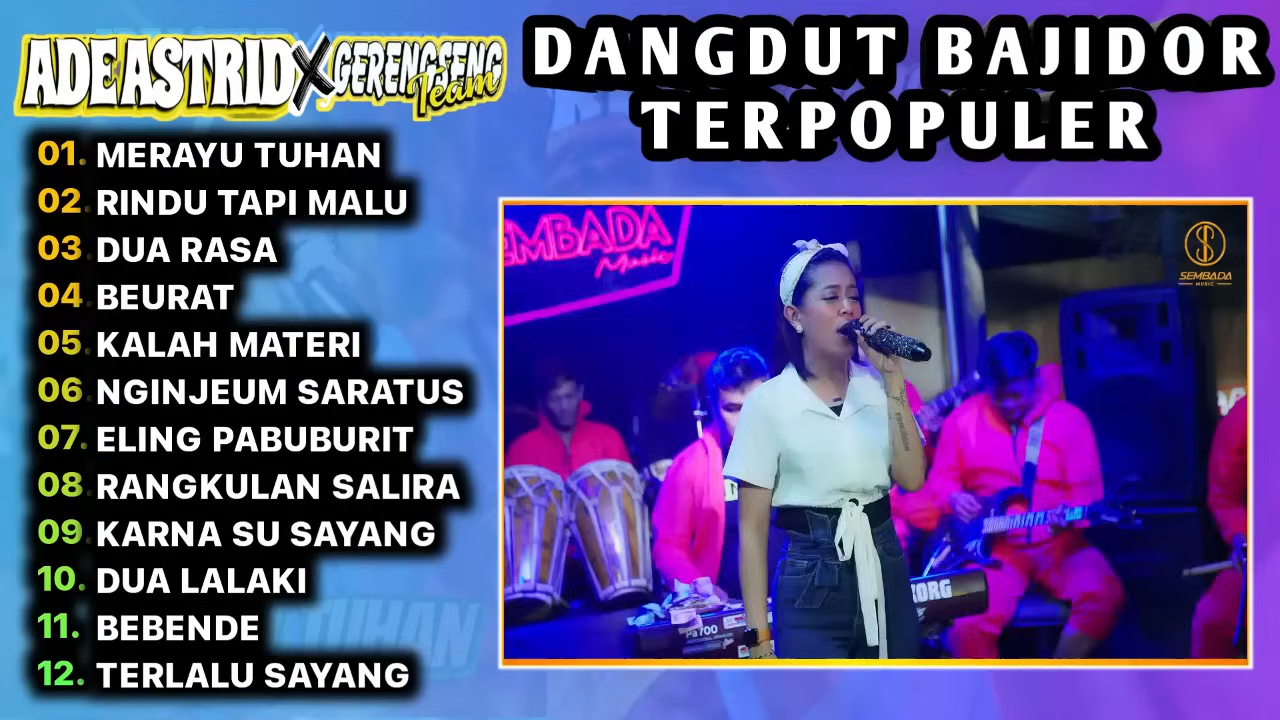 ADE ASTRID X GERENGSENG Team
DANGDUT BAJIDOR
TERPOPULER
01. MERAYU TUHAN
02. RINDU TAPI MALU
03. DUA RASA
04. BEURAT
05. KALAH MATERI
06. NGINJEUM SARATUS
07. ELING PABUBURIT
08. RANGKULAN SALIRA
09. KARNA SU SAYANG
10. DUA LALAKI
11. BEBENDE
12. TERLALU SAYANG
SEMBADA
Music
SEMBADA
MUSIC
Pa700
KORG
TUHAN